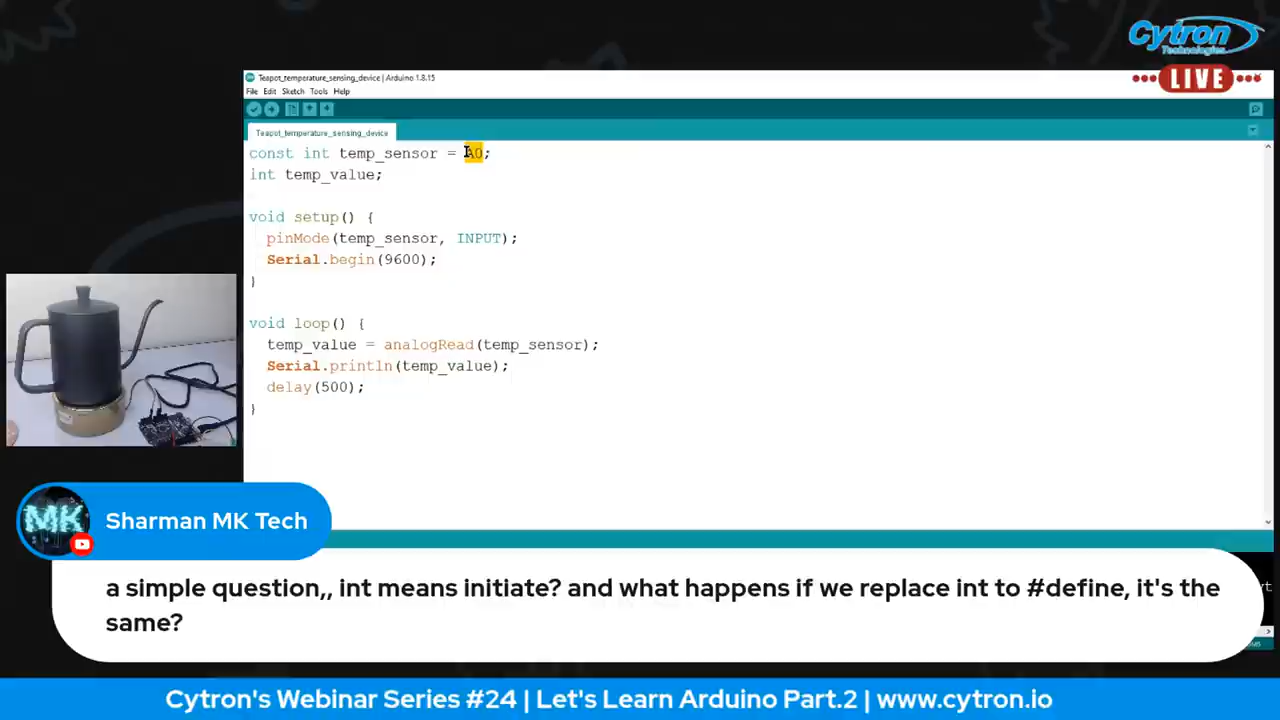 Cytron
Technologies
LIVE
Teapot_temperature_sensing_device | Arduino 1.8.15
File Edit Sketch Tools Help
Teapot_temperature_sensing_device
const int temp_sensor = A0;
int temp_value;
void setup() {
pinMode(temp_sensor, INPUT);
Serial.begin(9600);
}
void loop() {
temp_value = analogRead(temp_sensor);
Serial.println(temp_value);
delay(500);
}
MK
Sharman MK Tech
a simple question,, int means initiate? and what happens if we replace int to #define, it's the
same?
Cytron's Webinar Series #24 | Let's Learn Arduino Part.2 | www.cytron.io